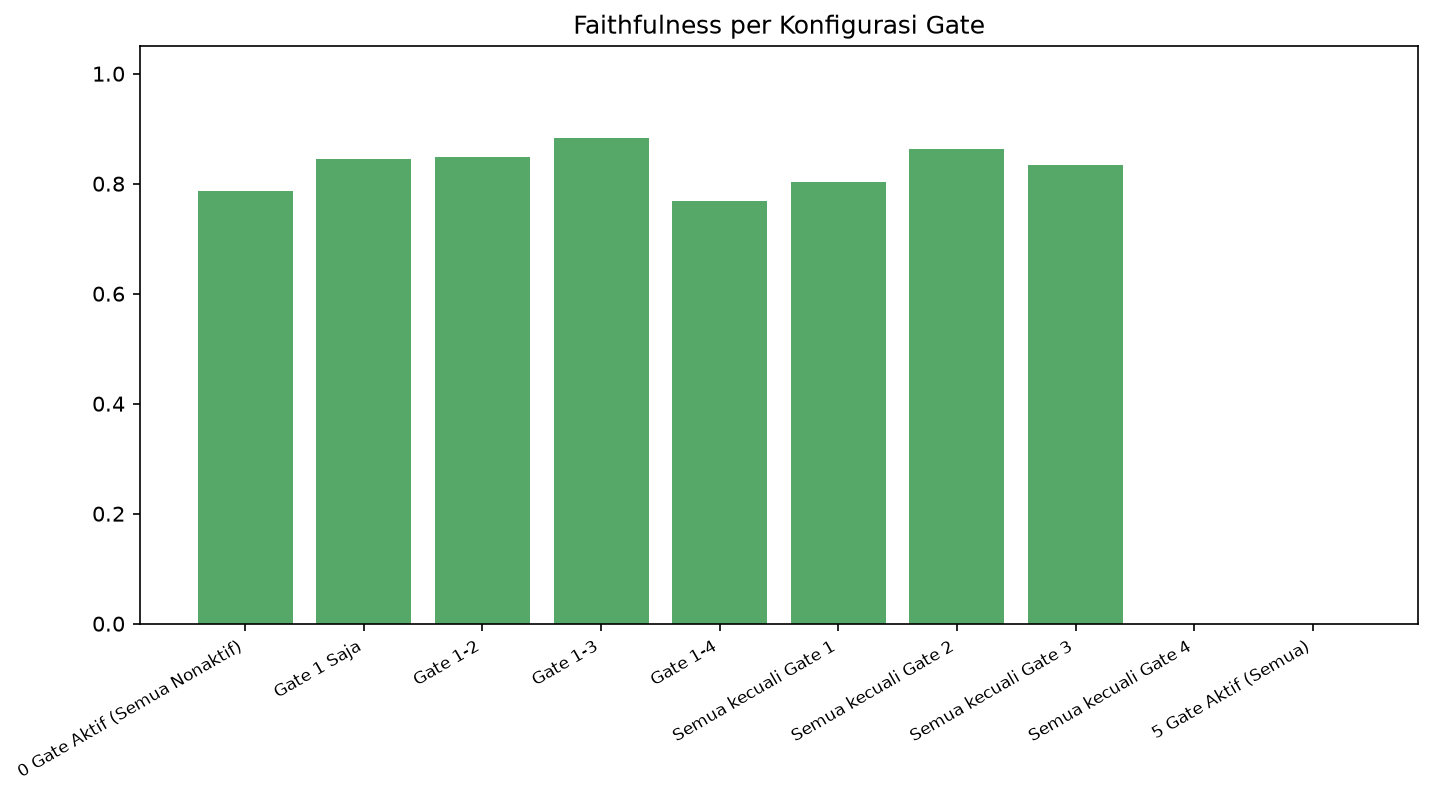 Faithfulness per Konfigurasi Gate
1.0
0.8
0.6
0.4
0.2
0.0
0 Gate Aktif (Semua Nonaktif)
Gate 1 Saja
Gate 1-2
Gate 1-3
Gate 1-4
Semua kecuali Gate 1
Semua kecuali Gate 2
Semua kecuali Gate 3
Semua kecuali Gate 4
5 Gate Aktif (Semua)